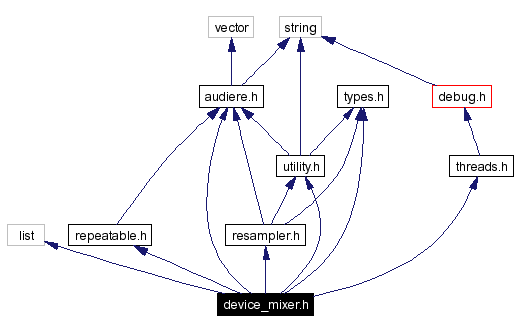 vector
string
audiere.h
types.h
debug.h
utility.h
threads.h
list
repeatable.h
resampler.h
device_mixer.h